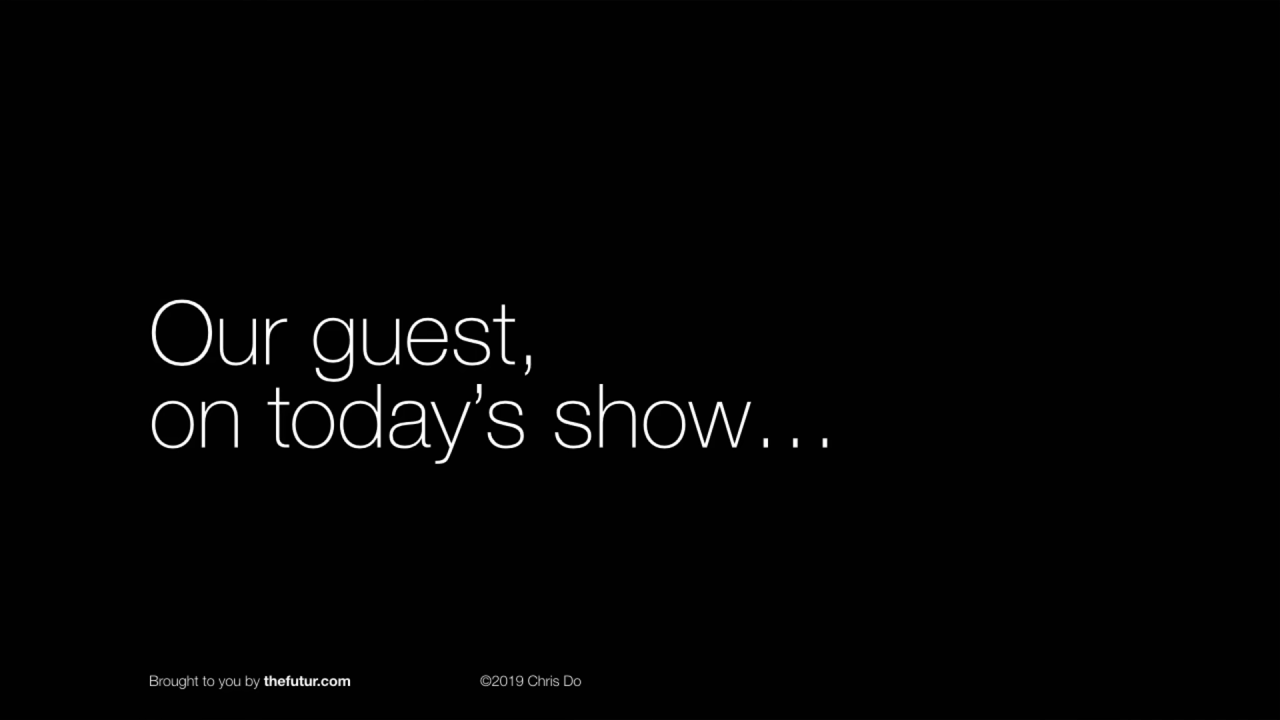 Our guest,
on today’s show…
Brought to you by thefutur.com
©2019 Chris Do